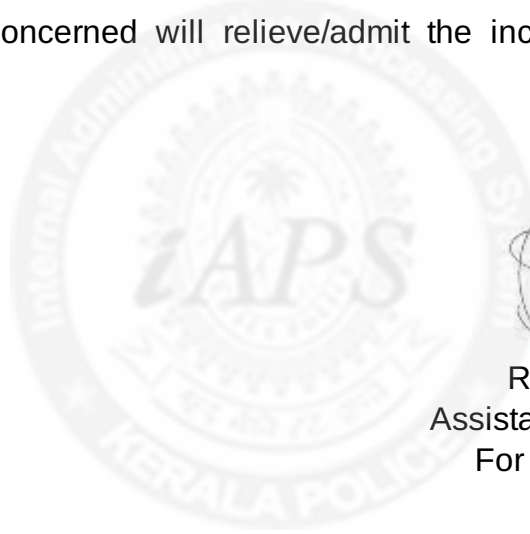 oncerned will relieve/admit the inc
Internal Administration Processing System
iAPS
KERALA POLICE
R
Assista
For